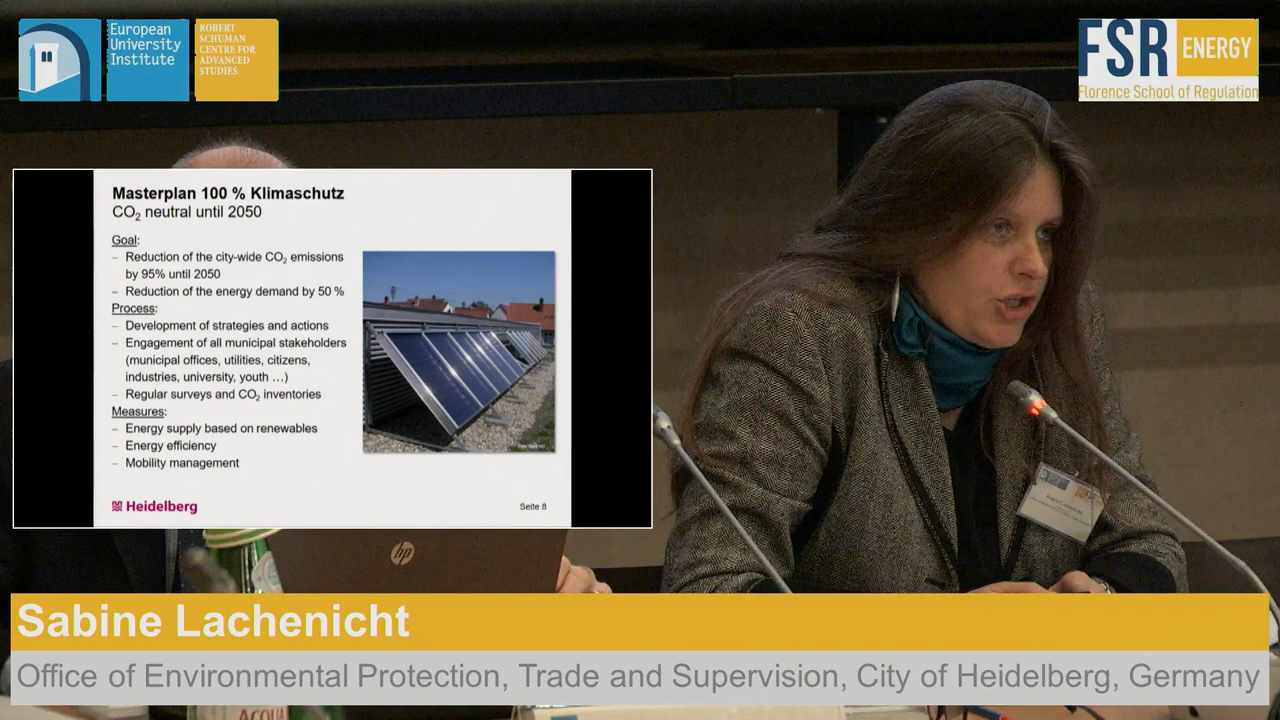 European
University
Institute
ROBERT
SCHUMAN
CENTRE FOR
ADVANCED
STUDIES
FSR ENERGY
Florence School of Regulation
Masterplan 100 % Klimaschutz
CO₂ neutral until 2050
Goal:
– Reduction of the city-wide CO₂ emissions
by 95% until 2050
– Reduction of the energy demand by 50 %
Process:
– Development of strategies and actions
– Engagement of all municipal stakeholders
(municipal offices, utilities, citizens,
industries, university, youth …)
– Regular surveys and CO₂ inventories
Measures:
– Energy supply based on renewables
– Energy efficiency
– Mobility management
Heidelberg
Seite 8
hp
Sabine Lachenicht
Office of Environmental Protection, Trade and Supervision, City of Heidelberg, Germany
ACQUA